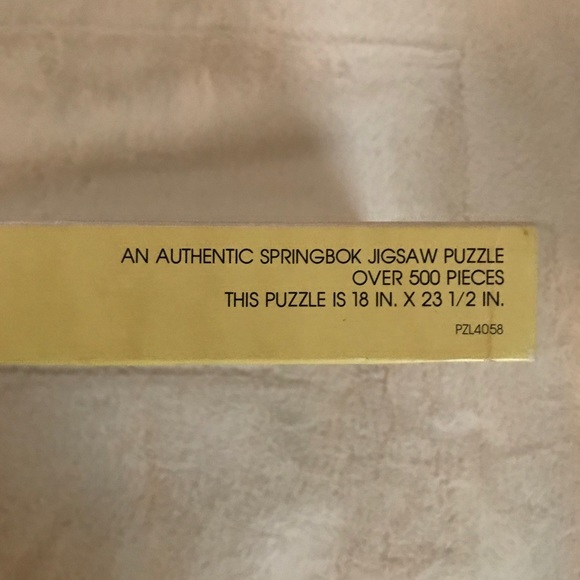 AN AUTHENTIC SPRINGBOK JIGSAW PUZZLE
OVER 500 PIECES
THIS PUZZLE IS 18 IN. X 23 1/2 IN.
PZL4058